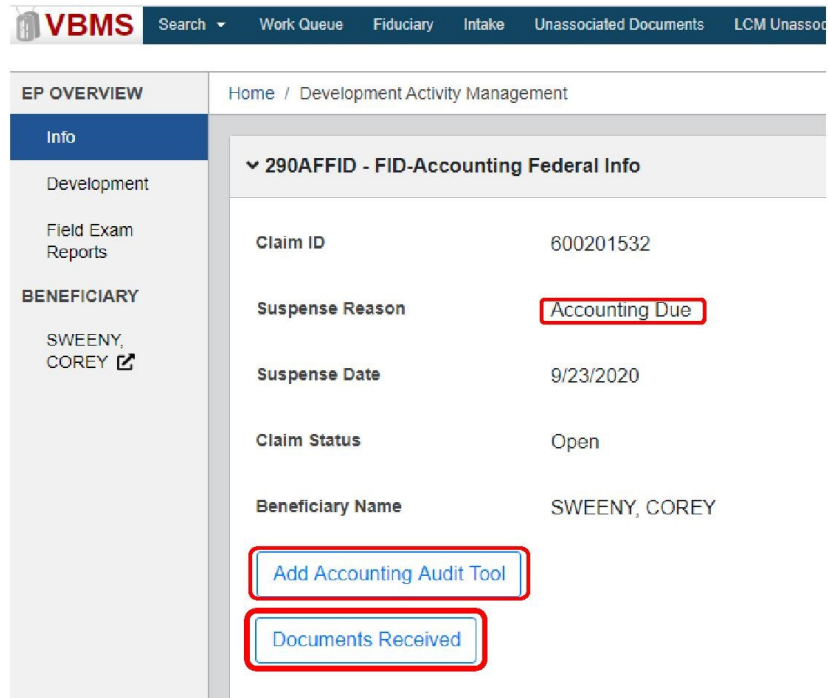 VBMS Search Work Queue Fiduciary Intake Unassociated Documents LCM Unassoc
EP OVERVIEW
Info
Development
Field Exam
Reports
BENEFICIARY
SWEENY,
COREY
Home / Development Activity Management
290AFFID - FID-Accounting Federal Info
Claim ID 600201532
Suspense Reason Accounting Due
Suspense Date 9/23/2020
Claim Status Open
Beneficiary Name SWEENY, COREY
Add Accounting Audit Tool
Documents Received